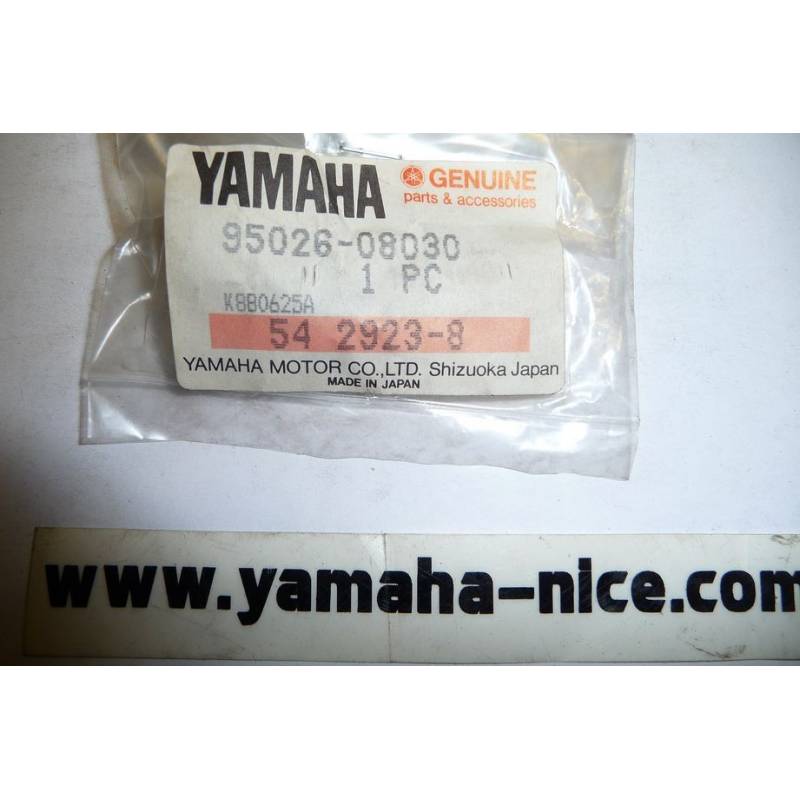 YAMAHA GENUINE
parts & accessories
95026-08030
" 1 PC "
K8B0625A
54 2923-8
YAMAHA MOTOR CO.,LTD. Shizuoka Japan
MADE IN JAPAN
www.yamaha-nice.com